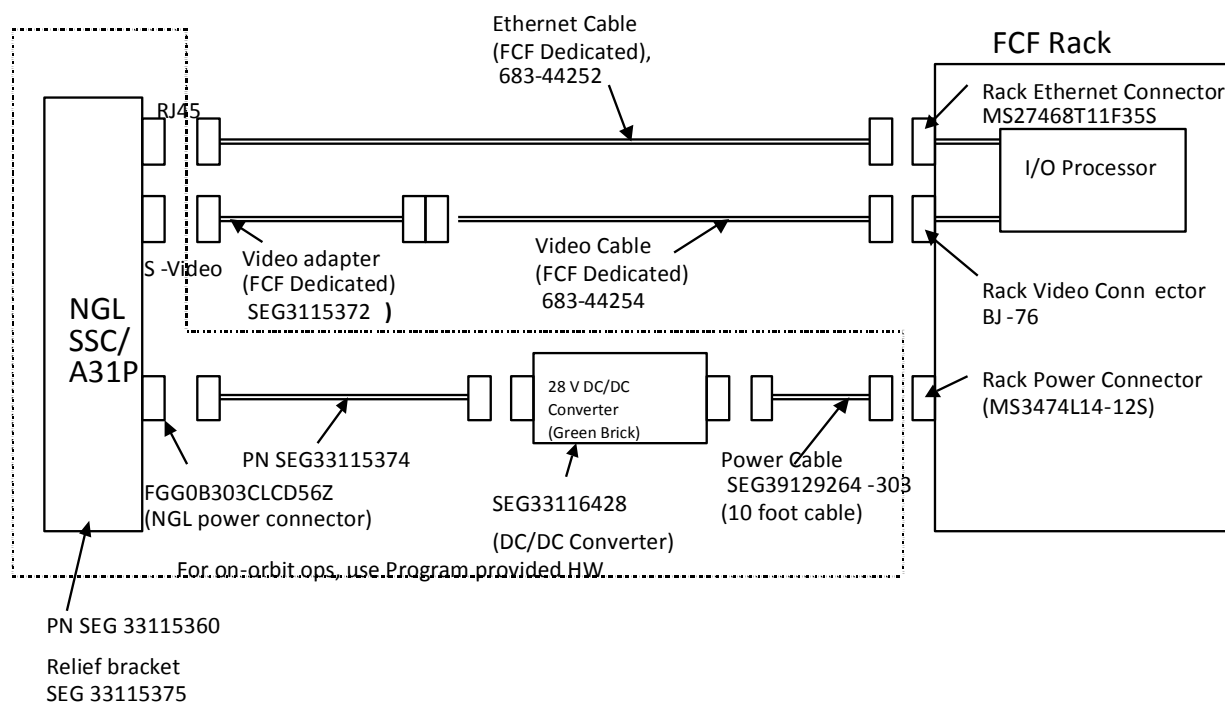 Ethernet Cable
(FCF Dedicated),
683-44252
FCF Rack
RJ45
Rack Ethernet Connector
MS27468T11F35S
I/O Processor
S -Video
Video adapter
(FCF Dedicated)
SEG3115372 )
Video Cable
(FCF Dedicated)
683-44254
Rack Video Conn ector
BJ -76
NGL
SSC/
A31P
28 V DC/DC
Converter
(Green Brick)
Rack Power Connector
(MS3474L14-12S)
PN SEG33115374
FGG0B303CLCD56Z
(NGL power connector)
SEG33116428
(DC/DC Converter)
Power Cable
SEG39129264 -303
(10 foot cable)
For on-orbit ops, use Program provided HW
PN SEG 33115360
Relief bracket
SEG 33115375